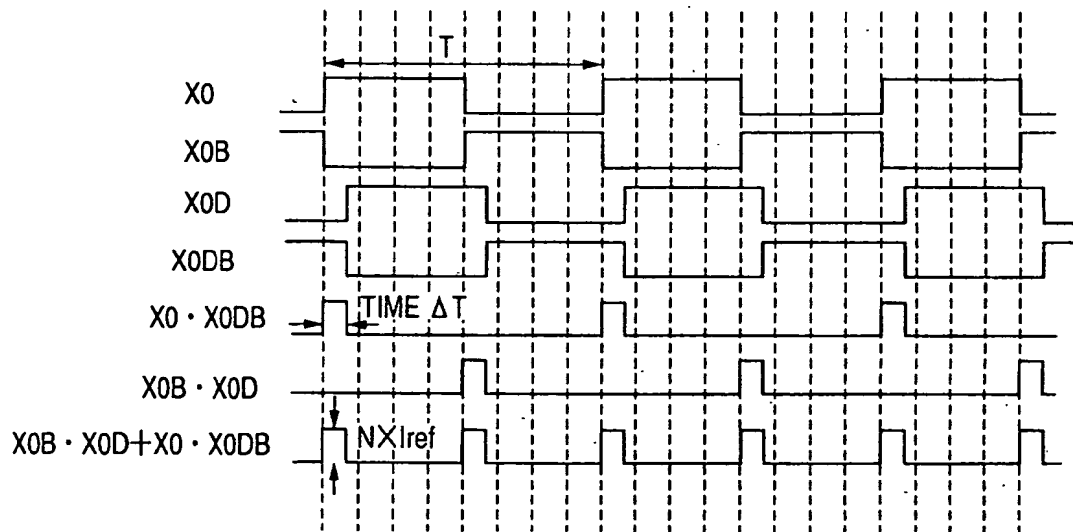 T
X0
X0B
X0D
X0DB
X0・X0DB
TIME ΔT
X0B・X0D
X0B・X0D+X0・X0DB
N×Iref